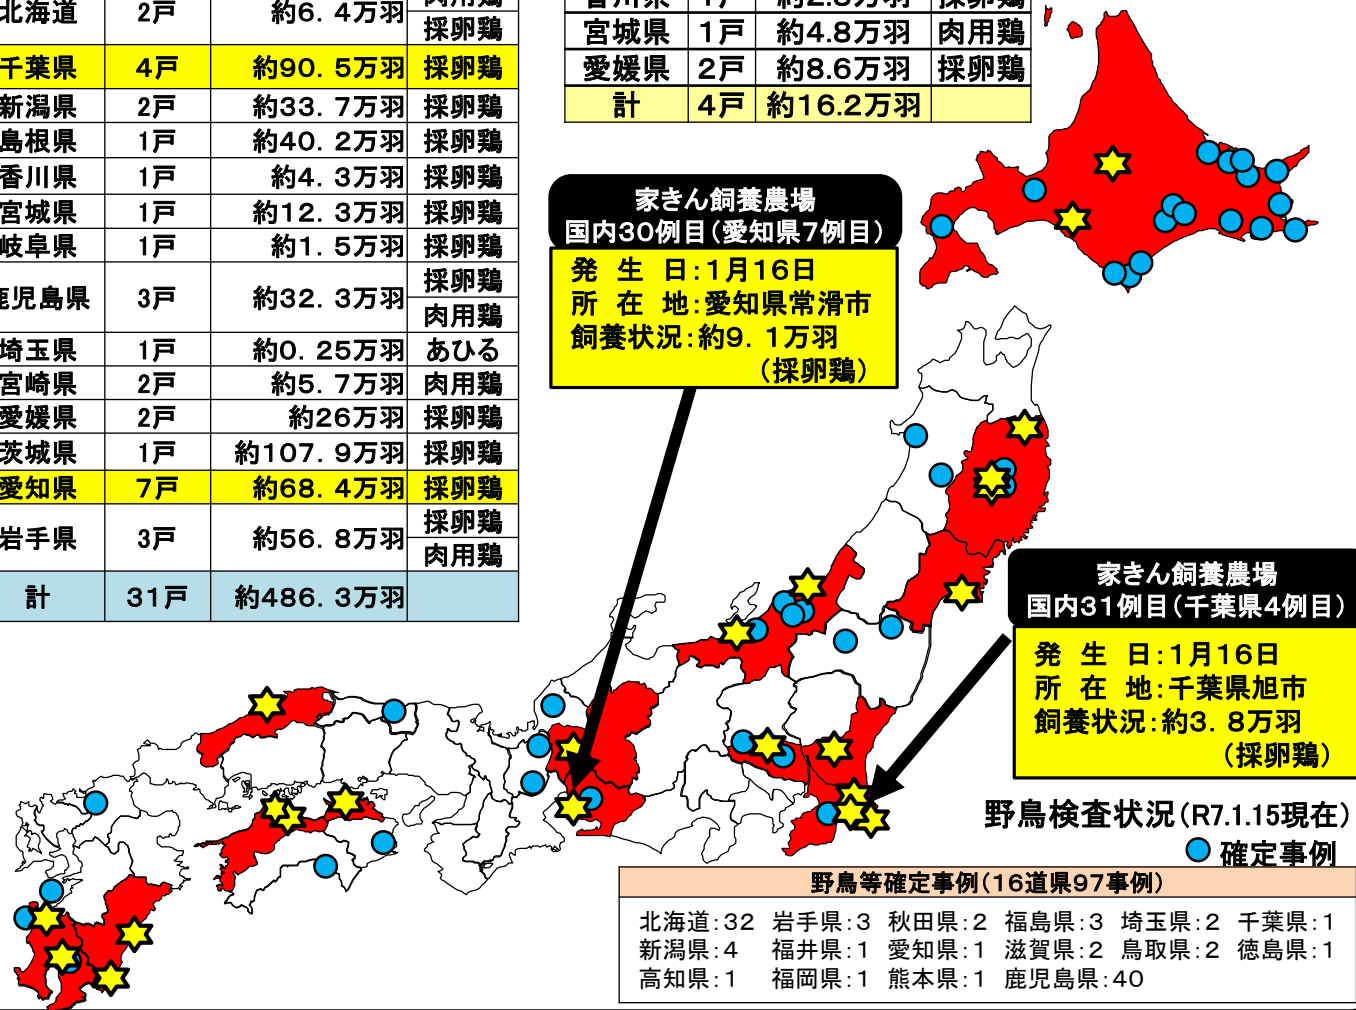 北海道 2戸 約6.4万羽 肉用鶏
採卵鶏
千葉県 4戸 約90.5万羽 採卵鶏
新潟県 2戸 約33.7万羽 採卵鶏
島根県 1戸 約40.2万羽 採卵鶏
香川県 1戸 約4.3万羽 採卵鶏
宮城県 1戸 約12.3万羽 採卵鶏
岐阜県 1戸 約1.5万羽 採卵鶏
鹿児島県 3戸 約32.3万羽 採卵鶏
肉用鶏
埼玉県 1戸 約0.25万羽 あひる
宮崎県 2戸 約5.7万羽 肉用鶏
愛媛県 2戸 約26万羽 採卵鶏
茨城県 1戸 約107.9万羽 採卵鶏
愛知県 7戸 約68.4万羽 採卵鶏
岩手県 3戸 約56.8万羽 採卵鶏
肉用鶏
計 31戸 約486.3万羽
香川県 1戸 採卵鶏
宮城県 1戸 約4.8万羽 肉用鶏
愛媛県 2戸 約8.6万羽 採卵鶏
計 4戸 約16.2万羽
家きん飼養農場
国内30例目(愛知県7例目)
発生日:1月16日
所在地:愛知県常滑市
飼養状況:約9.1万羽
(採卵鶏)
家きん飼養農場
国内31例目(千葉県4例目)
発生日:1月16日
所在地:千葉県旭市
飼養状況:約3.8万羽
(採卵鶏)
野鳥検査状況(R7.1.15現在)
確定事例
野鳥等確定事例(16道県97事例)
北海道:32 岩手県:3 秋田県:2 福島県:3 埼玉県:2 千葉県:1
新潟県:4 福井県:1 愛知県:1 滋賀県:2 鳥取県:2 徳島県:1
高知県:1 福岡県:1 熊本県:1 鹿児島県:40